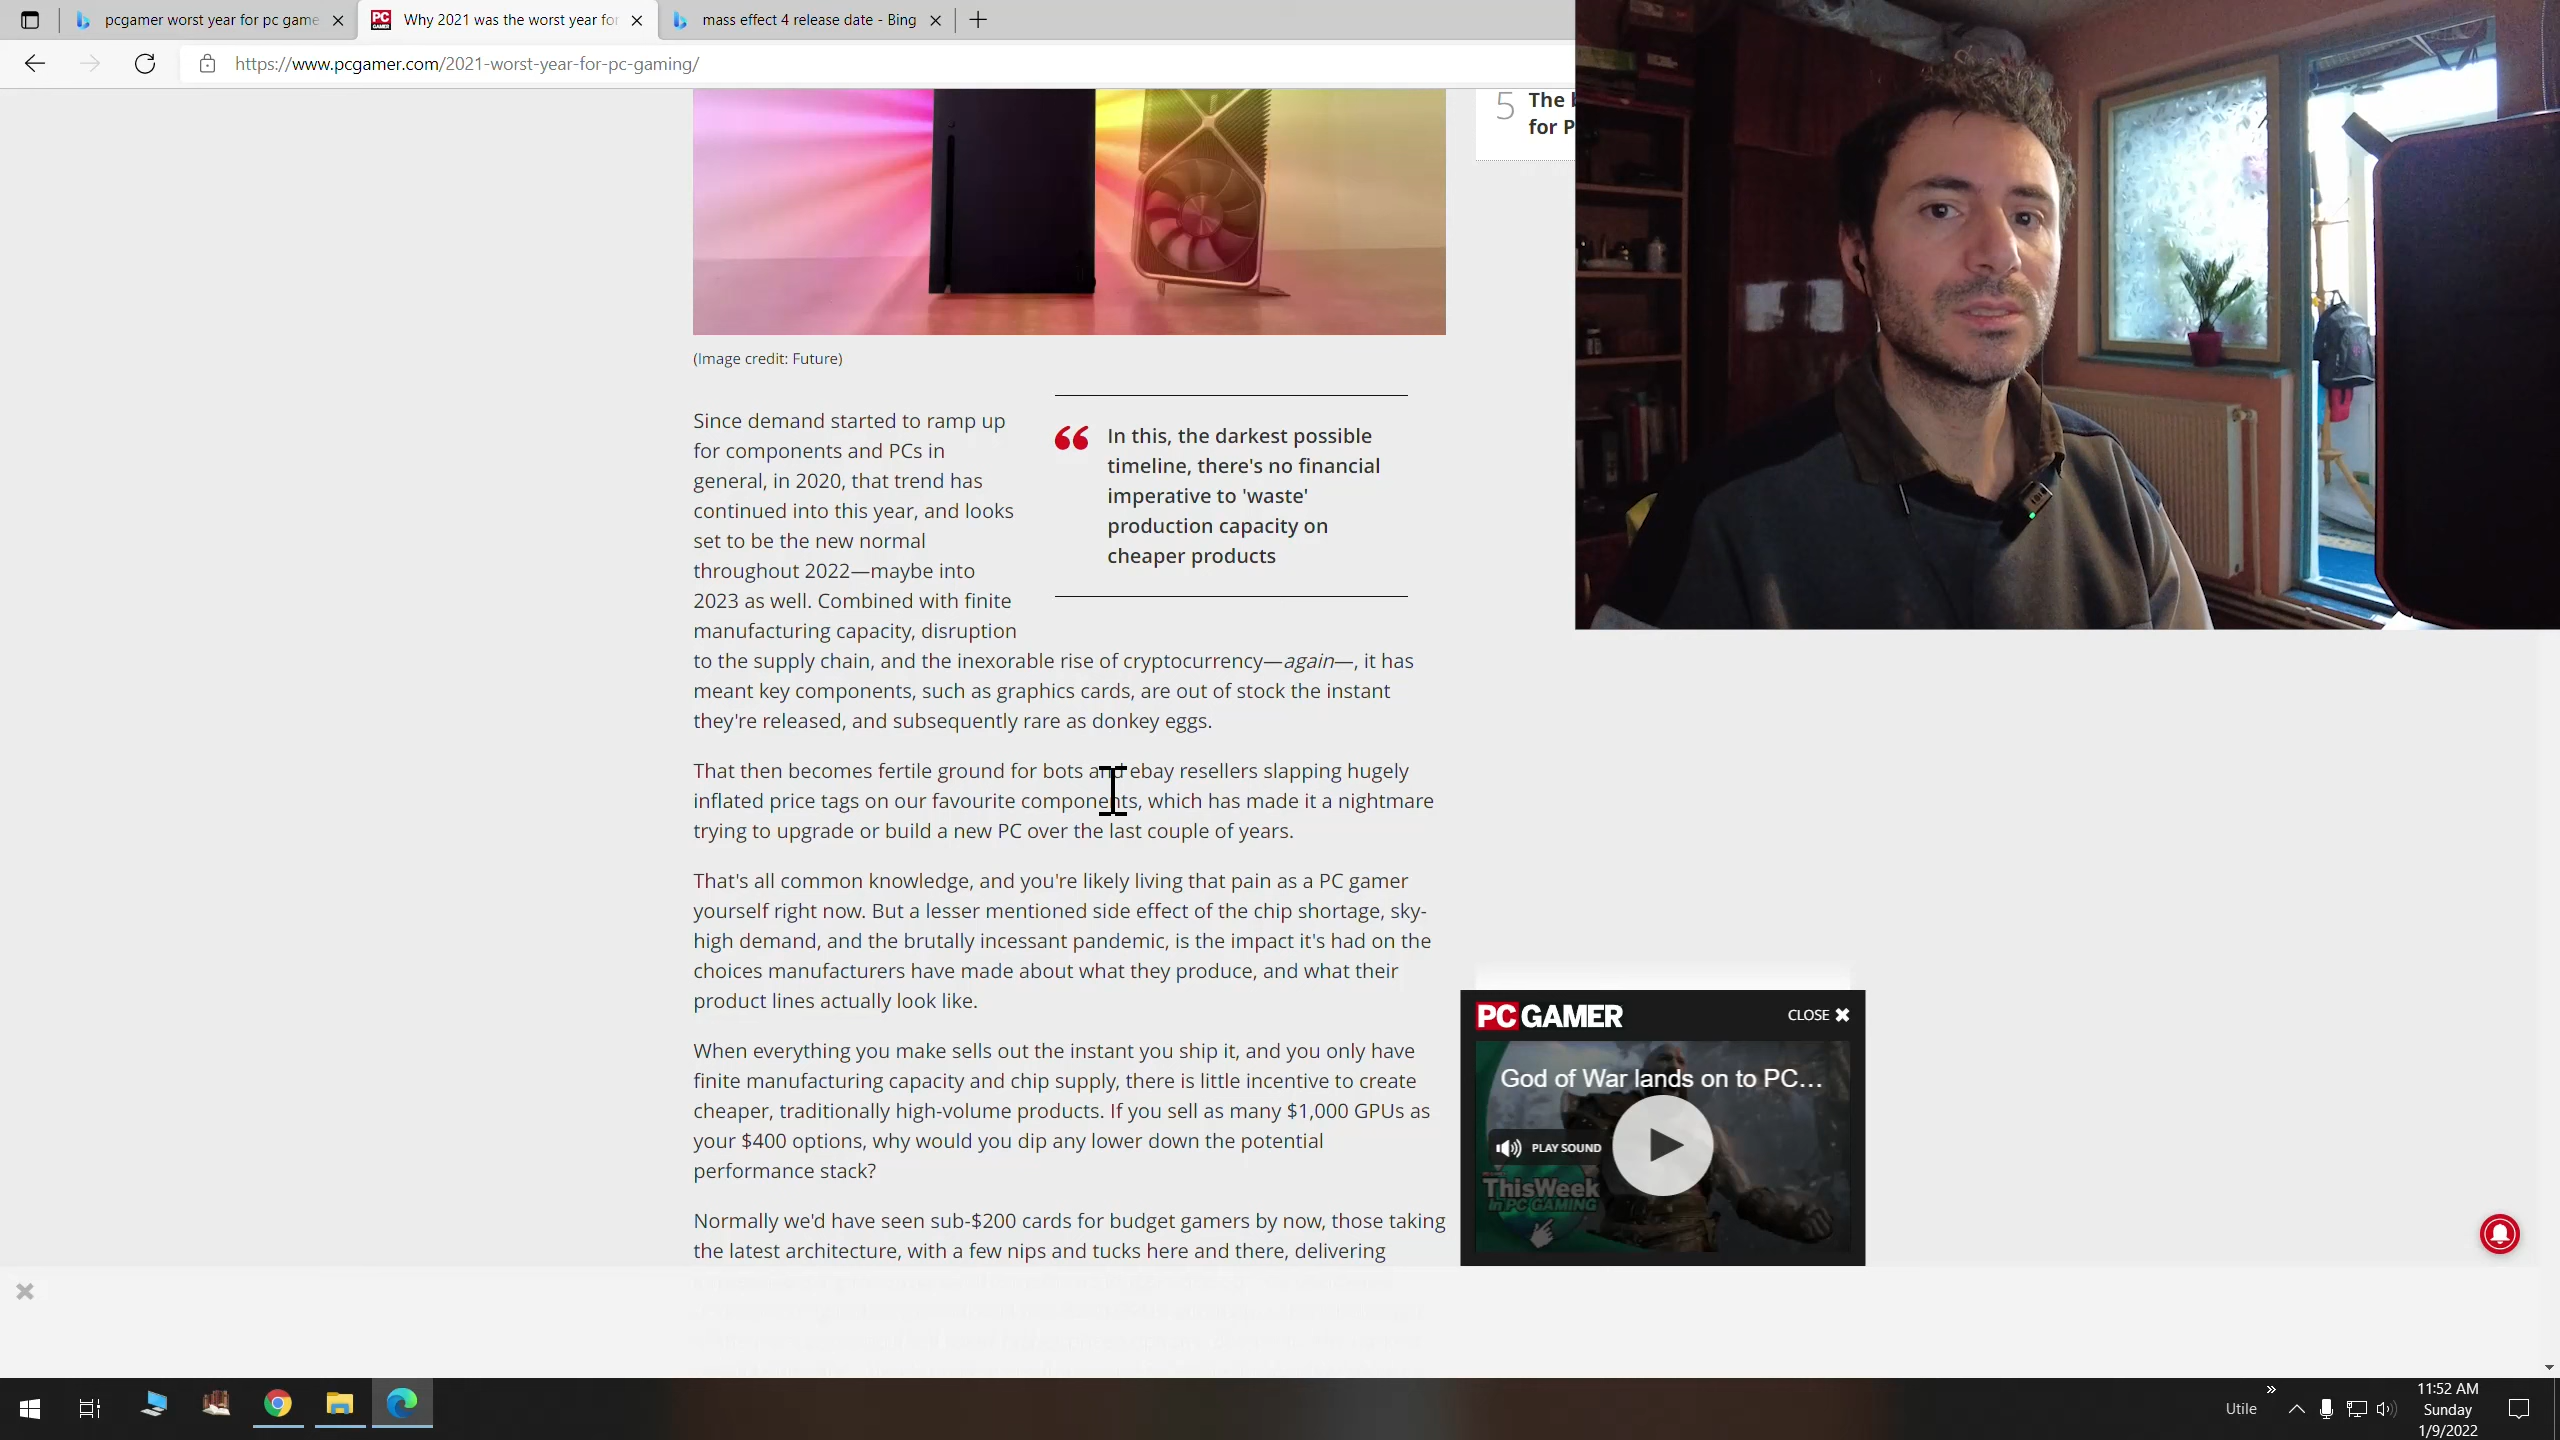 pcgamer worst year for pc game
Why 2021 was the worst year for
mass effect 4 release date - Bing
https://www.pcgamer.com/2021-worst-year-for-pc-gaming/
5
The
for P
(Image credit: Future)
Since demand started to ramp up
for components and PCs in
general, in 2020, that trend has
continued into this year, and looks
set to be the new normal
throughout 2022—maybe into
2023 as well. Combined with finite
manufacturing capacity, disruption
to the supply chain, and the inexorable rise of cryptocurrency—again—, it has
meant key components, such as graphics cards, are out of stock the instant
they're released, and subsequently rare as donkey eggs.
In this, the darkest possible
timeline, there's no financial
imperative to 'waste'
production capacity on
cheaper products
That then becomes fertile ground for bots and ebay resellers slapping hugely
inflated price tags on our favourite components, which has made it a nightmare
trying to upgrade or build a new PC over the last couple of years.
That's all common knowledge, and you're likely living that pain as a PC gamer
yourself right now. But a lesser mentioned side effect of the chip shortage, sky-
high demand, and the brutally incessant pandemic, is the impact it's had on the
choices manufacturers have made about what they produce, and what their
product lines actually look like.
When everything you make sells out the instant you ship it, and you only have
finite manufacturing capacity and chip supply, there is little incentive to create
cheaper, traditionally high-volume products. If you sell as many $1,000 GPUs as
your $400 options, why would you dip any lower down the potential
performance stack?
Normally we'd have seen sub-$200 cards for budget gamers by now, those taking
the latest architecture, with a few nips and tucks here and there, delivering
PC GAMER
CLOSE
God of War lands on to PC...
PLAY SOUND
ThisWeek
in PC GAMING
Utile
11:52 AM
Sunday
1/9/2022